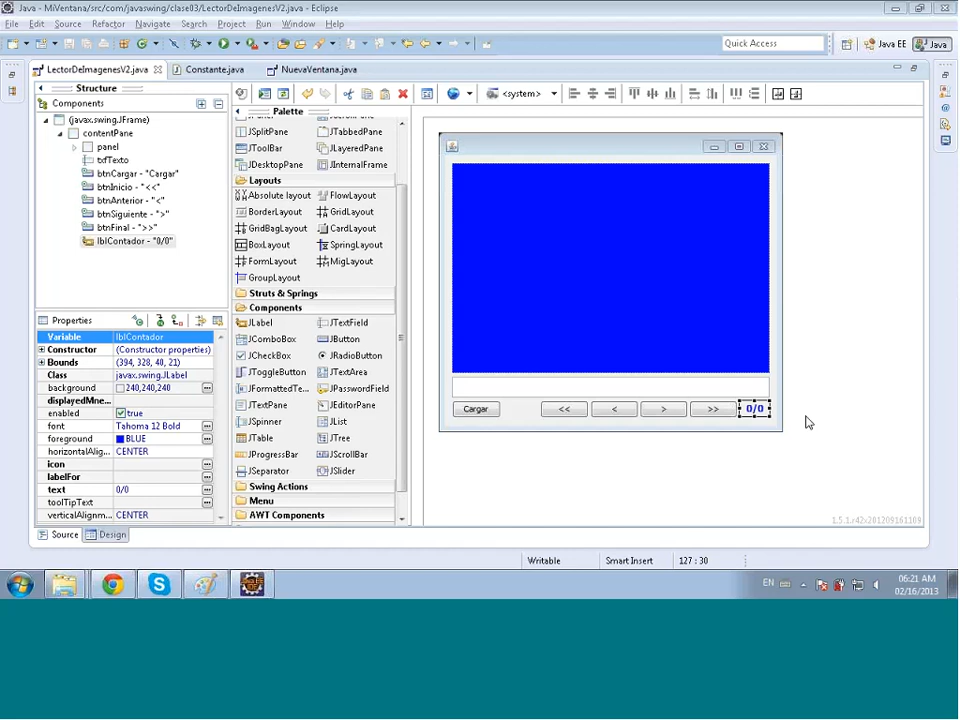 Java - MiVentana/src/com/javaswing/clase03/LectorDeImagenesV2.java - Eclipse
File Edit Source Refactor Navigate Search Project Run Window Help
Quick Access Java EE Java
LectorDeImagenesV2.java Constante.java NuevaVentana.java
Structure
Components
(javax.swing.JFrame)
contentPane
panel
txtTexto
btnCargar - "Cargar"
btnInicio - "<<"
btnAnterior - "<"
btnSiguiente - ">"
btnFinal - ">>"
lblContador - "0/0"
Properties
Variable lblContador
Constructor (Constructor properties)
Bounds (394, 328, 40, 21)
Class javax.swing.JLabel
background 240,240,240
displayedMne...
enabled true
font Tahoma 12 Bold
foreground BLUE
horizontalAlig... CENTER
icon
labelFor
text 0/0
toolTipText
verticalAlignm... CENTER
Source Design
<system>
Palette
JSplitPane JTabbedPane
JToolBar JLayeredPane
JDesktopPane JInternalFrame
Layouts
Absolute layout FlowLayout
BorderLayout GridLayout
GridBagLayout CardLayout
BoxLayout SpringLayout
FormLayout MigLayout
GroupLayout
Struts & Springs
Components
JLabel JTextField
JComboBox JButton
JCheckBox JRadioButton
JToggleButton JTextArea
JFormattedTe... JPasswordField
JTextPane JEditorPane
JSpinner JList
JTable JTree
JProgressBar JScrollBar
JSeparator JSlider
Swing Actions
Menu
AWT Components
Cargar << < > >> 0/0
1.5.1.r42x201209161109
Writable Smart Insert 127 : 30
EN
06:21 AM
02/16/2013